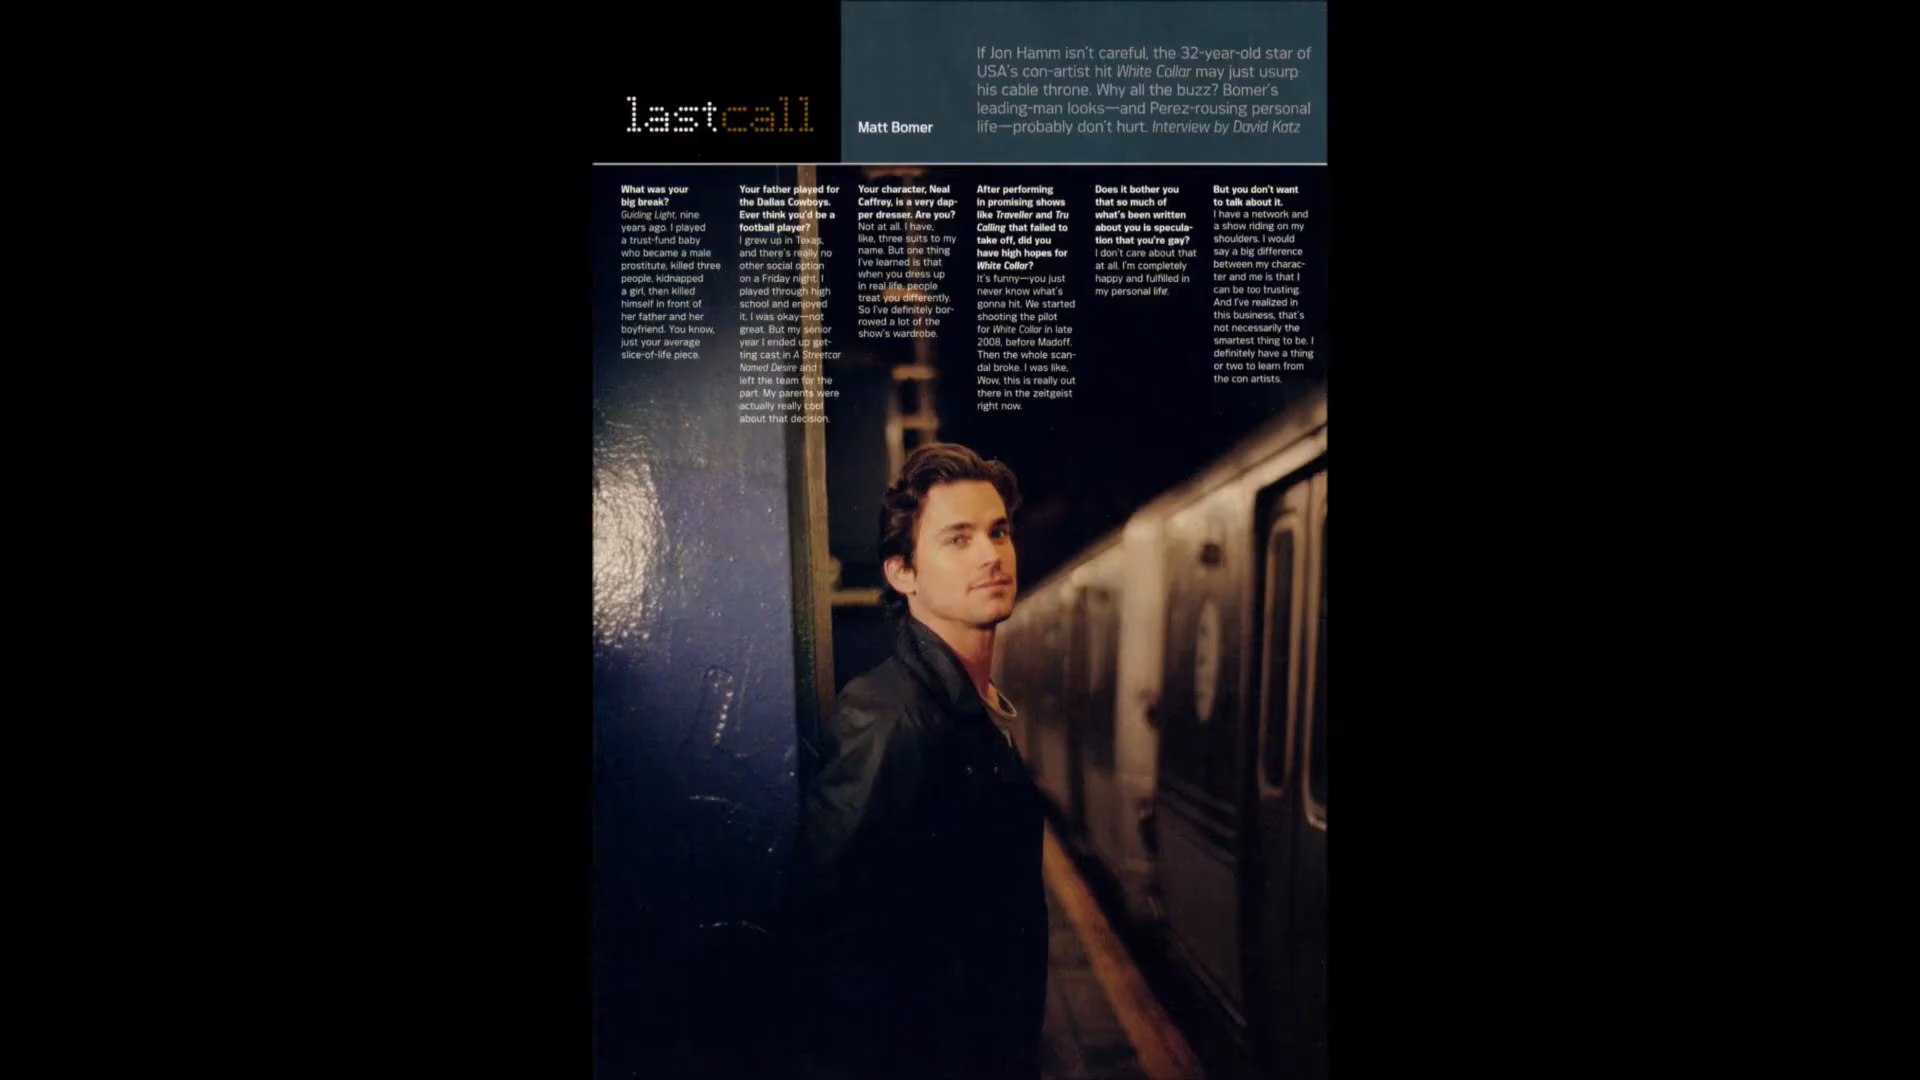 lastcall
Matt Bomer
If Jon Hamm isn't careful, the 32-year-old star of
USA's con-artist hit White Collar may just usurp
his cable throne. Why all the buzz? Bomer's
leading-man looks—and Perez-rousing personal
life—probably don't hurt. Interview by David Katz
What was your
big break?
Guiding Light, nine
years ago. I played
a trust-fund baby
who became a male
prostitute, killed three
people, kidnapped
a girl, then killed
himself in front of
her father and her
boyfriend. You know,
just your average
slice-of-life piece.
Your father played for
the Dallas Cowboys.
Ever think you'd be a
football player?
I grew up in Texas,
and there's really no
other social option
on a Friday night. I
played through high
school and enjoyed
it. I was okay—not
great. But my senior
year I ended up get-
ting cast in A Streetcar
Named Desire and
left the team for the
part. My parents were
actually really cool
about that decision.
Your character, Neal
Caffrey, is a very dap-
per dresser. Are you?
Not at all. I have,
like, three suits to my
name. But one thing
I've learned is that
when you dress up
in real life, people
treat you differently.
So I've definitely bor-
rowed a lot of the
show's wardrobe.
After performing
in promising shows
like Traveller and Tru
Calling that failed to
take off, did you
have high hopes for
White Collar?
It's funny—you just
never know what's
gonna hit. We started
shooting the pilot
for White Collar in late
2008, before Madoff.
Then the whole scan-
dal broke. I was like,
Wow, this is really out
there in the zeitgeist
right now.
Does it bother you
that so much of
what's been written
about you is specula-
tion that you're gay?
I don't care about that
at all. I'm completely
happy and fulfilled in
my personal life.
But you don't want
to talk about it.
I have a network and
a show riding on my
shoulders. I would
say a big difference
between my charac-
ter and me is that I
can be too trusting.
And I've realized in
this business, that's
not necessarily the
smartest thing to be. I
definitely have a thing
or two to learn from
the con artists.